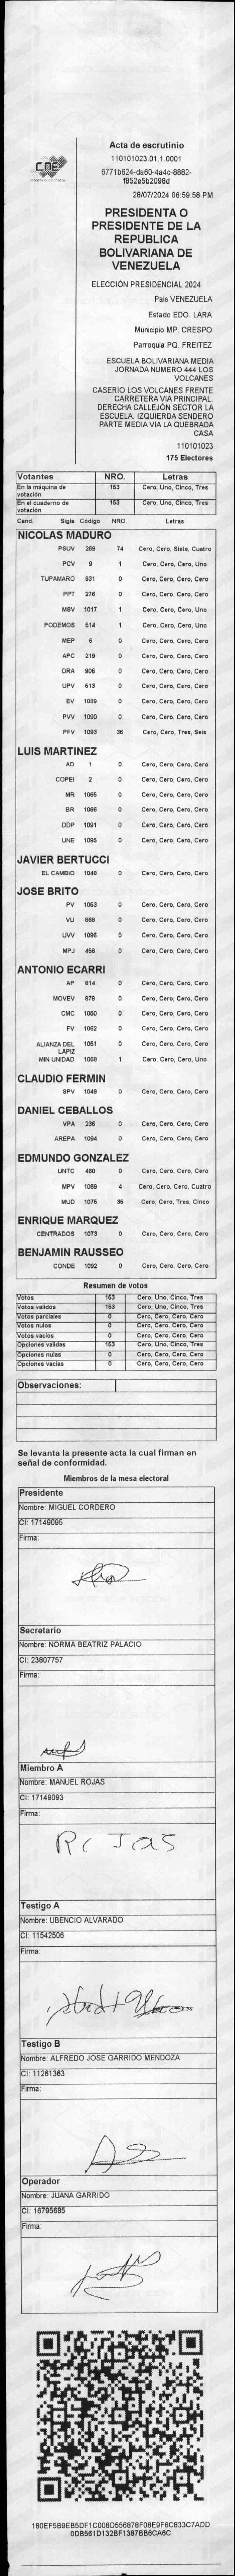 CNE
Acta de escrutinio
110101023.01.1.0001
6771b624-da60-4a4c-8882-
f852e5b2098d
28/07/2024 06:59:58 PM
PRESIDENTA O
PRESIDENTE DE LA
REPUBLICA
BOLIVARIANA DE
VENEZUELA
ELECCIÓN PRESIDENCIAL 2024
País VENEZUELA
Estado EDO. LARA
Municipio MP. CRESPO
Parroquia PQ. FREITEZ
ESCUELA BOLIVARIANA MEDIA
JORNADA NUMERO 444 LOS
VOLCANES
CASERIO LOS VOLCANES FRENTE
CARRETERA VIA PRINCIPAL.
DERECHA CALLEJÓN SECTOR LA
ESCUELA. IZQUIERDA SENDERO
PARTE MEDIA VIA LA QUEBRADA
CASA
110101023
175 Electores
Votantes NRO. Letras
En la máquina de votación 153 Cero, Uno, Cinco, Tres
En el cuaderno de votación 153 Cero, Uno, Cinco, Tres
Cand. Sigla Código NRO. Letras
NICOLAS MADURO
PSUV 269 74 Cero, Cero, Siete, Cuatro
PCV 9 1 Cero, Cero, Cero, Uno
TUPAMARO 931 0 Cero, Cero, Cero, Cero
PPT 276 0 Cero, Cero, Cero, Cero
MSV 1017 1 Cero, Cero, Cero, Uno
PODEMOS 514 1 Cero, Cero, Cero, Uno
MEP 6 0 Cero, Cero, Cero, Cero
APC 219 0 Cero, Cero, Cero, Cero
ORA 906 0 Cero, Cero, Cero, Cero
UPV 513 0 Cero, Cero, Cero, Cero
EV 1089 0 Cero, Cero, Cero, Cero
PVV 1090 0 Cero, Cero, Cero, Cero
PFV 1093 36 Cero, Cero, Tres, Seis
LUIS MARTINEZ
AD 1 0 Cero, Cero, Cero, Cero
COPEI 2 0 Cero, Cero, Cero, Cero
MR 1065 0 Cero, Cero, Cero, Cero
BR 1066 0 Cero, Cero, Cero, Cero
DDP 1091 0 Cero, Cero, Cero, Cero
UNE 1095 0 Cero, Cero, Cero, Cero
JAVIER BERTUCCI
EL CAMBIO 1048 0 Cero, Cero, Cero, Cero
JOSE BRITO
PV 1053 0 Cero, Cero, Cero, Cero
VU 868 0 Cero, Cero, Cero, Cero
UVV 1096 0 Cero, Cero, Cero, Cero
MPJ 458 0 Cero, Cero, Cero, Cero
ANTONIO ECARRI
AP 814 0 Cero, Cero, Cero, Cero
MOVEV 878 0 Cero, Cero, Cero, Cero
CMC 1060 0 Cero, Cero, Cero, Cero
FV 1062 0 Cero, Cero, Cero, Cero
ALIANZA DEL LAPIZ 1051 0 Cero, Cero, Cero, Cero
MIN UNIDAD 1058 1 Cero, Cero, Cero, Uno
CLAUDIO FERMIN
SPV 1049 0 Cero, Cero, Cero, Cero
DANIEL CEBALLOS
VPA 236 0 Cero, Cero, Cero, Cero
AREPA 1094 0 Cero, Cero, Cero, Cero
EDMUNDO GONZALEZ
UNTC 460 0 Cero, Cero, Cero, Cero
MPV 1069 4 Cero, Cero, Cero, Cuatro
MUD 1075 35 Cero, Cero, Tres, Cinco
ENRIQUE MARQUEZ
CENTRADOS 1073 0 Cero, Cero, Cero, Cero
BENJAMIN RAUSSEO
CONDE 1092 0 Cero, Cero, Cero, Cero
Resumen de votos
Votos 153 Cero, Uno, Cinco, Tres
Votos validos 153 Cero, Uno, Cinco, Tres
Votos parciales 0 Cero, Cero, Cero, Cero
Votos nulos 0 Cero, Cero, Cero, Cero
Votos vacios 0 Cero, Cero, Cero, Cero
Opciones validas 153 Cero, Uno, Cinco, Tres
Opciones nulas 0 Cero, Cero, Cero, Cero
Opciones vacias 0 Cero, Cero, Cero, Cero
Observaciones:
Se levanta la presente acta la cual firman en
señal de conformidad.
Miembros de la mesa electoral
Presidente
Nombre: MIGUEL CORDERO
CI: 17149095
Firma:
Secretario
Nombre: NORMA BEATRIZ PALACIO
CI: 23807757
Firma:
Miembro A
Nombre: MANUEL ROJAS
CI: 17149093
Firma:
Rojas
Testigo A
Nombre: UBENCIO ALVARADO
CI: 11542506
Firma:
Testigo B
Nombre: ALFREDO JOSE GARRIDO MENDOZA
CI: 11261363
Firma:
Operador
Nombre: JUANA GARRIDO
CI: 16795685
Firma:
180EF5B9EB5DF1C008D556878F08E9F6C833C7ADD
0DB561D132BF1387BB6CA6C